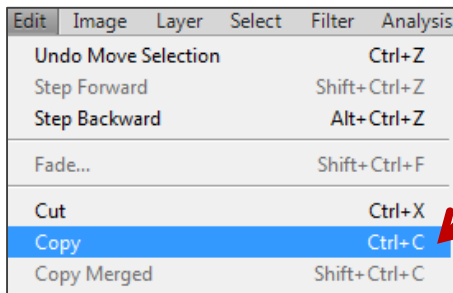 Edit Image Layer Select Filter Analysis
Undo Move Selection Ctrl+Z
Step Forward Shift+Ctrl+Z
Step Backward Alt+Ctrl+Z
Fade... Shift+Ctrl+F
Cut Ctrl+X
Copy Ctrl+C
Copy Merged Shift+Ctrl+C